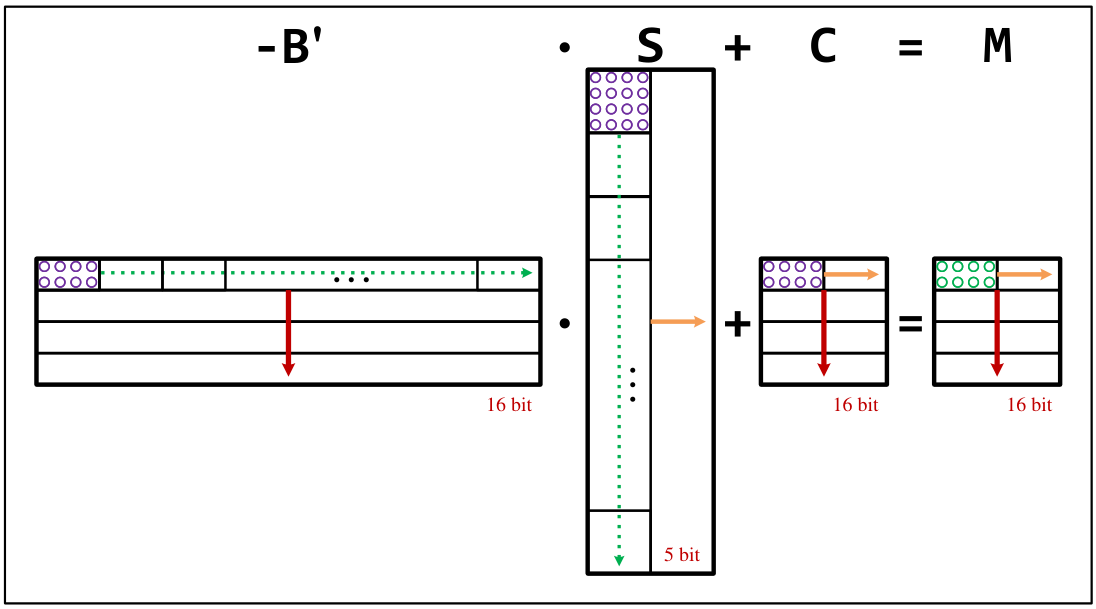 -B' · S + C = M
... · + =
⋮
16 bit 16 bit 16 bit
5 bit